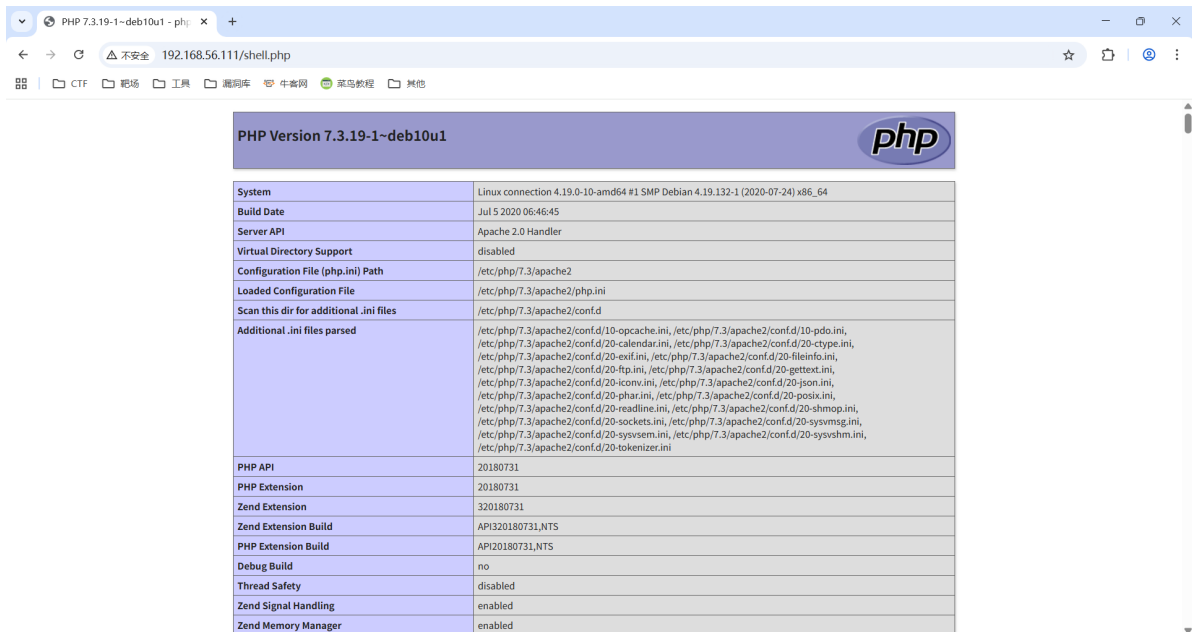 PHP 7.3.19-1~deb10u1 - php
不安全 192.168.56.111/shell.php
CTF 靶场 工具 漏洞库 牛客网 菜鸟教程 其他
PHP Version 7.3.19-1~deb10u1
php
System Linux connection 4.19.0-10-amd64 #1 SMP Debian 4.19.132-1 (2020-07-24) x86_64
Build Date Jul 5 2020 06:46:45
Server API Apache 2.0 Handler
Virtual Directory Support disabled
Configuration File (php.ini) Path /etc/php/7.3/apache2
Loaded Configuration File /etc/php/7.3/apache2/php.ini
Scan this dir for additional .ini files /etc/php/7.3/apache2/conf.d
Additional .ini files parsed /etc/php/7.3/apache2/conf.d/10-opcache.ini, /etc/php/7.3/apache2/conf.d/10-pdo.ini,
/etc/php/7.3/apache2/conf.d/20-calendar.ini, /etc/php/7.3/apache2/conf.d/20-ctype.ini,
/etc/php/7.3/apache2/conf.d/20-exif.ini, /etc/php/7.3/apache2/conf.d/20-fileinfo.ini,
/etc/php/7.3/apache2/conf.d/20-ftp.ini, /etc/php/7.3/apache2/conf.d/20-gettext.ini,
/etc/php/7.3/apache2/conf.d/20-iconv.ini, /etc/php/7.3/apache2/conf.d/20-json.ini,
/etc/php/7.3/apache2/conf.d/20-phar.ini, /etc/php/7.3/apache2/conf.d/20-posix.ini,
/etc/php/7.3/apache2/conf.d/20-readline.ini, /etc/php/7.3/apache2/conf.d/20-shmop.ini,
/etc/php/7.3/apache2/conf.d/20-sockets.ini, /etc/php/7.3/apache2/conf.d/20-sysvmsg.ini,
/etc/php/7.3/apache2/conf.d/20-sysvsem.ini, /etc/php/7.3/apache2/conf.d/20-sysvshm.ini,
/etc/php/7.3/apache2/conf.d/20-tokenizer.ini
PHP API 20180731
PHP Extension 20180731
Zend Extension 320180731
Zend Extension Build API320180731,NTS
PHP Extension Build API20180731,NTS
Debug Build no
Thread Safety disabled
Zend Signal Handling enabled
Zend Memory Manager enabled